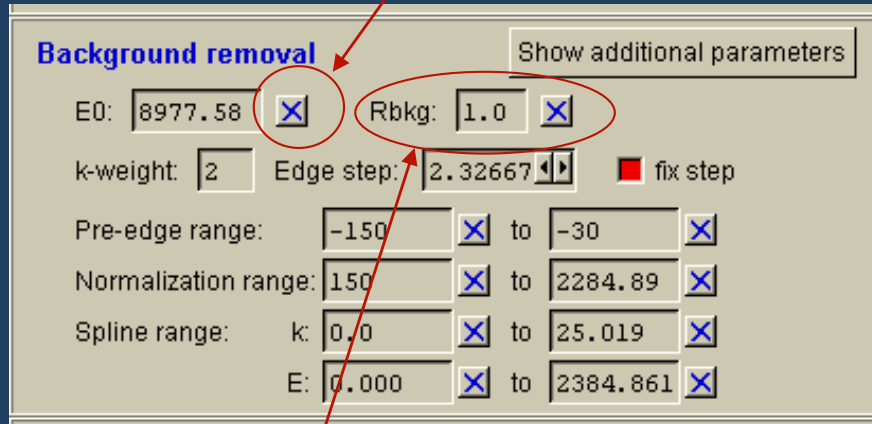 Background removal Show additional parameters
E0: 8977.58 Rbkg: 1.0
k-weight: 2 Edge step: 2.32667 fix step
Pre-edge range: -150 to -30
Normalization range: 150 to 2284.89
Spline range: k: 0.0 to 25.019
E: 0.000 to 2384.861